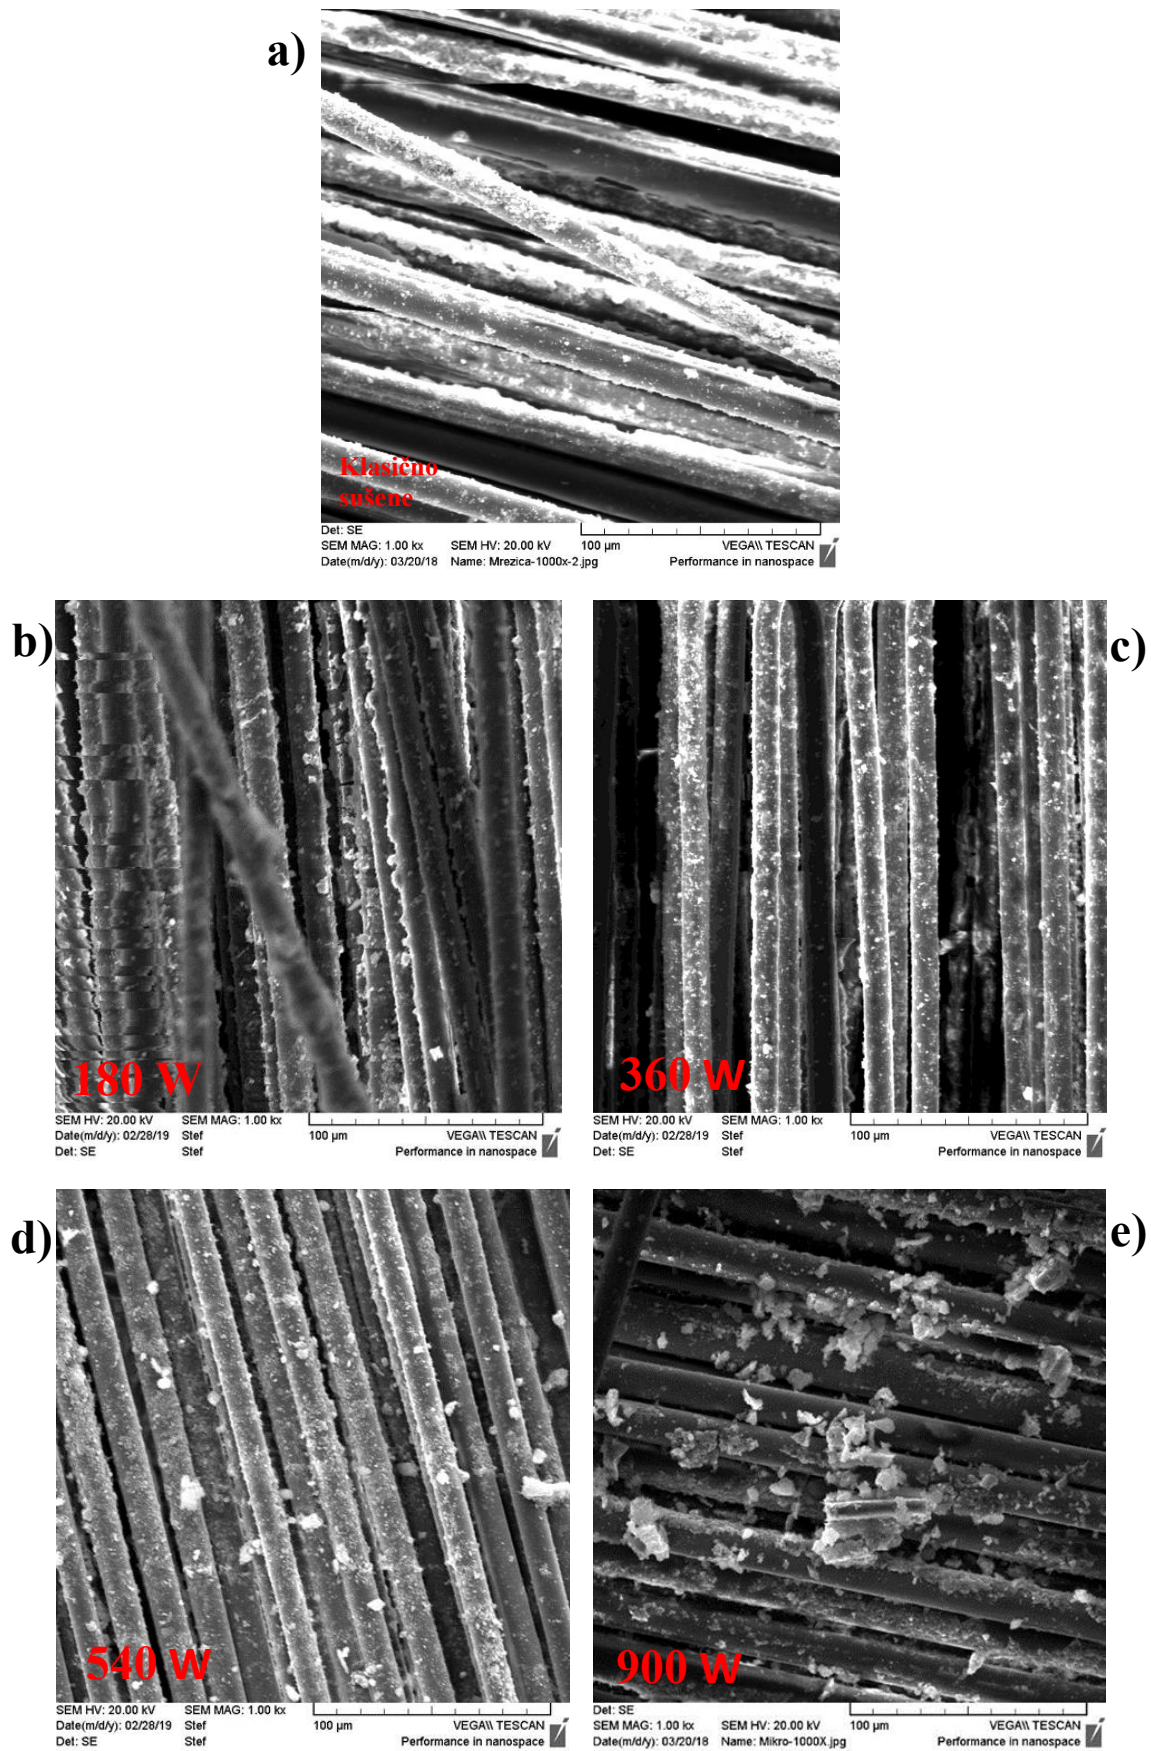 a)
Klasično
sušene
Det: SE
SEM MAG: 1.00 kx SEM HV: 20.00 kV 100 µm VEGA\\ TESCAN
Date(m/d/y): 03/20/18 Name: Mrezica-1000x-2.jpg Performance in nanospace
b)
180 W
SEM HV: 20.00 kV SEM MAG: 1.00 kx
Date(m/d/y): 02/28/19 Stef 100 µm VEGA\\ TESCAN
Det: SE Stef Performance in nanospace
c)
360 W
SEM HV: 20.00 kV SEM MAG: 1.00 kx
Date(m/d/y): 02/28/19 Stef 100 µm VEGA\\ TESCAN
Det: SE Stef Performance in nanospace
d)
540 W
SEM HV: 20.00 kV SEM MAG: 1.00 kx
Date(m/d/y): 02/28/19 Stef 100 µm VEGA\\ TESCAN
Det: SE Stef Performance in nanospace
e)
900 W
Det: SE
SEM MAG: 1.00 kx SEM HV: 20.00 kV 100 µm VEGA\\ TESCAN
Date(m/d/y): 03/20/18 Name: Mikro-1000X.jpg Performance in nanospace